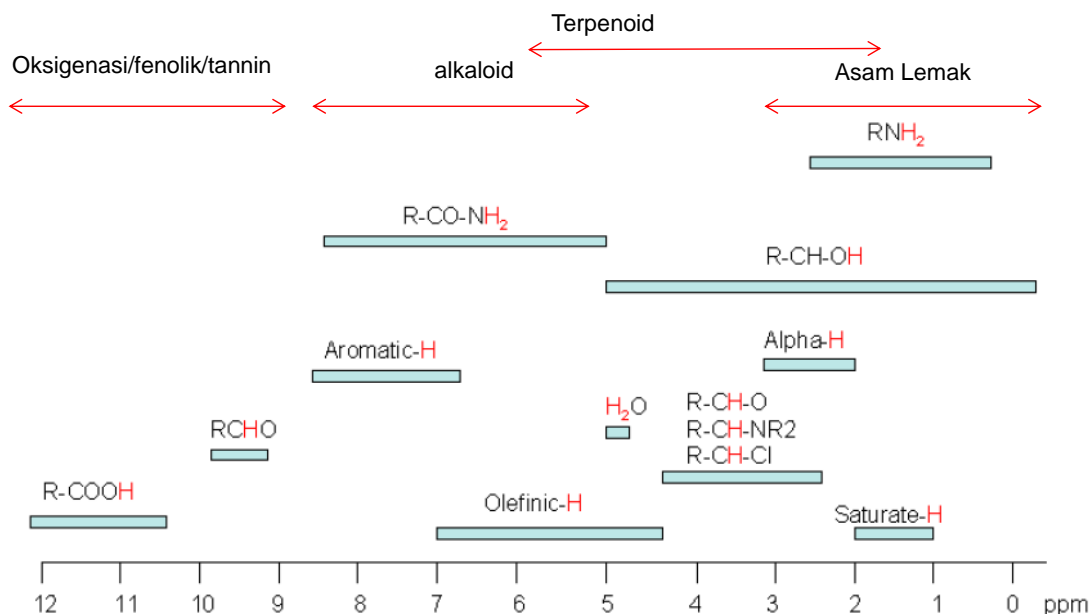 Terpenoid
Oksigenasi/fenolik/tannin
alkaloid
Asam Lemak
RNH₂
R-CO-NH₂
R-CH-OH
Aromatic-H
Alpha-H
H₂O
R-CH-O
R-CH-NR2
R-CH-Cl
RCHO
R-COOH
Olefinic-H
Saturate-H
12 11 10 9 8 7 6 5 4 3 2 1 0 ppm